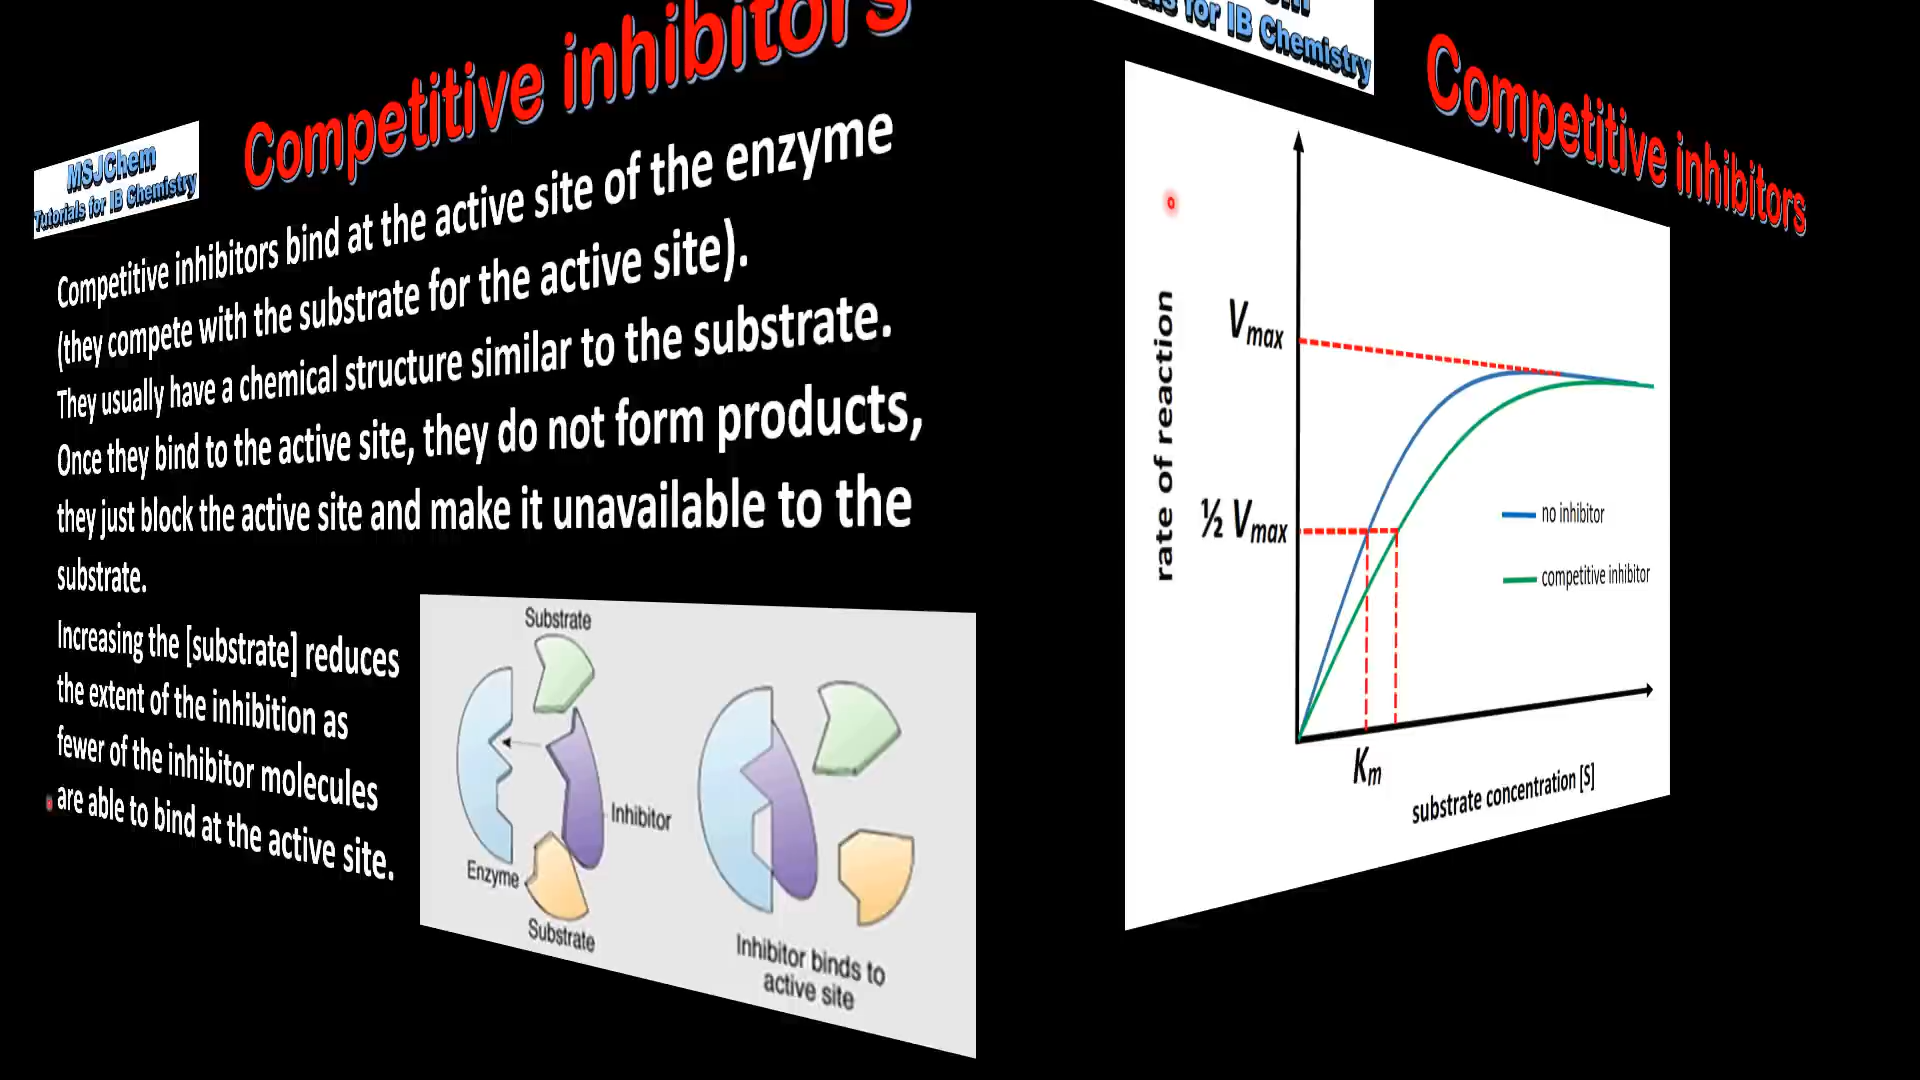 Competitive inhibitors
MSJChem
Tutorials for IB Chemistry
Competitive inhibitors bind at the active site of the enzyme
(they compete with the substrate for the active site).
They usually have a chemical structure similar to the substrate.
Once they bind to the active site, they do not form products,
they just block the active site and make it unavailable to the
substrate.
Increasing the [substrate] reduces
the extent of the inhibition as
fewer of the inhibitor molecules
are able to bind at the active site.
Substrate
Inhibitor
Enzyme
Substrate
Inhibitor binds to
active site
for IB Chemistry
Competitive inhibitors
rate of reaction
Vmax
½ Vmax
no inhibitor
competitive inhibitor
Km
substrate concentration [S]